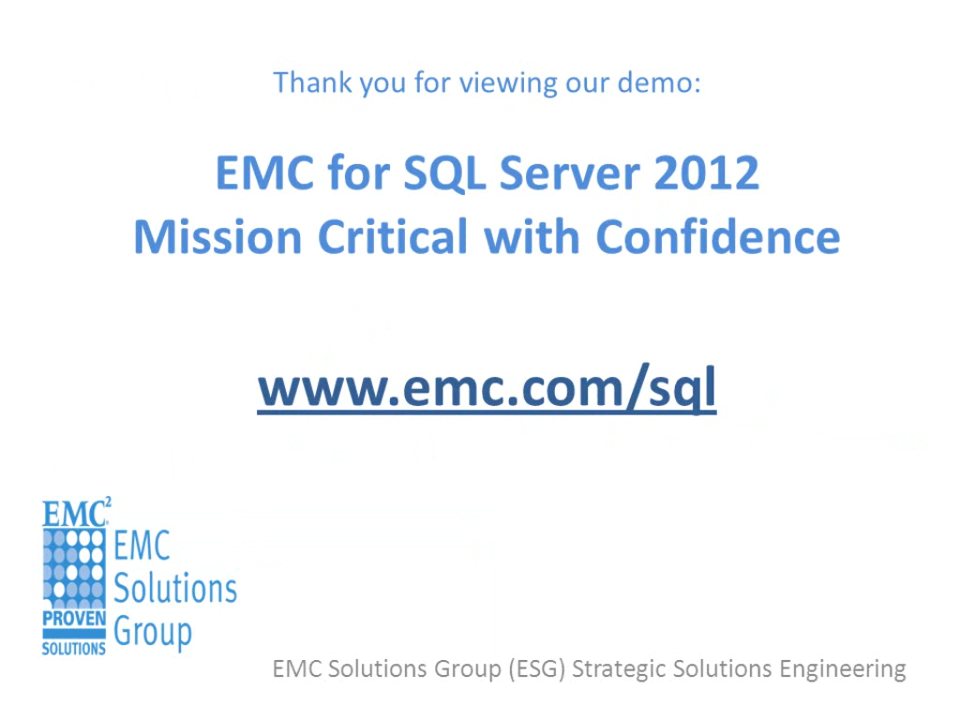 Thank you for viewing our demo:
EMC for SQL Server 2012
Mission Critical with Confidence
www.emc.com/sql
EMC²
PROVEN
SOLUTIONS
EMC
Solutions
Group
EMC Solutions Group (ESG) Strategic Solutions Engineering